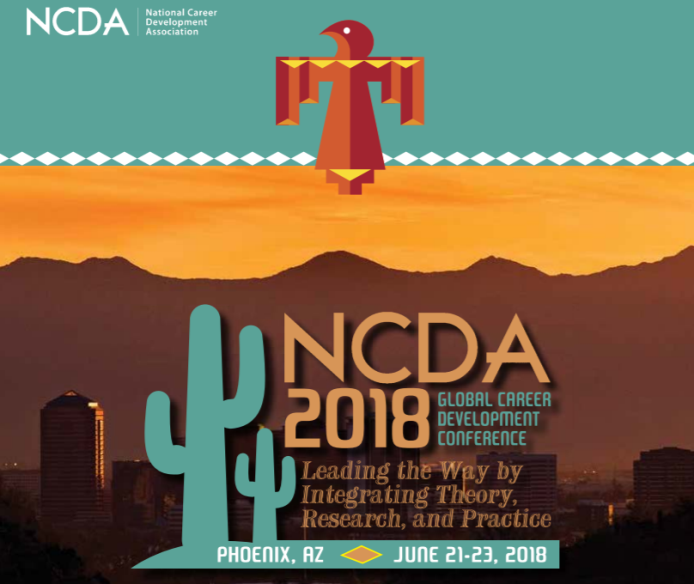 NCDA
National Career
Development
Association
NCDA
2018
GLOBAL CAREER
DEVELOPMENT
CONFERENCE
Leading the Way by
Integrating Theory,
Research, and Practice
PHOENIX, AZ JUNE 21-23, 2018